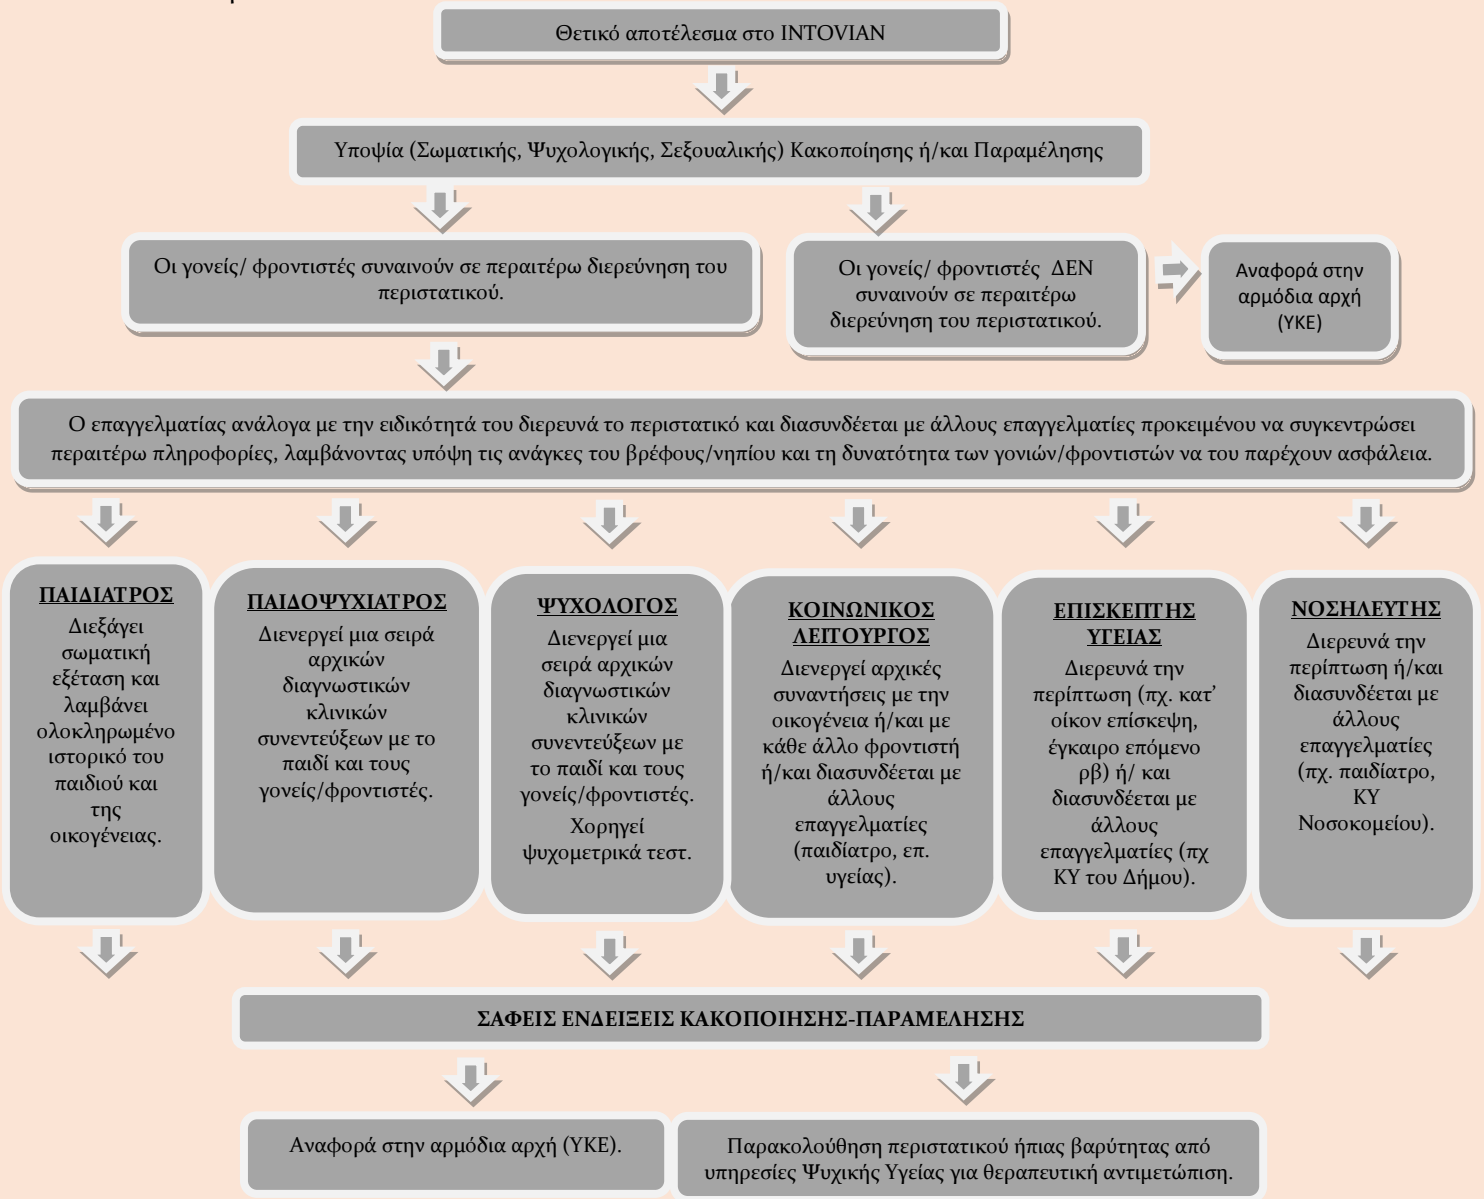 Θετικό αποτέλεσμα στο INTOVIAN
Υποψία (Σωματικής, Ψυχολογικής, Σεξουαλικής) Κακοποίησης ή/και Παραμέλησης
Οι γονείς/ φροντιστές συναινούν σε περαιτέρω διερεύνηση του
περιστατικού.
Οι γονείς/ φροντιστές ΔΕΝ
συναινούν σε περαιτέρω
διερεύνηση του περιστατικού.
Αναφορά στην
αρμόδια αρχή
(ΥΚΕ)
Ο επαγγελματίας ανάλογα με την ειδικότητά του διερευνά το περιστατικό και διασυνδέεται με άλλους επαγγελματίες προκειμένου να συγκεντρώσει
περαιτέρω πληροφορίες, λαμβάνοντας υπόψη τις ανάγκες του βρέφους/νηπίου και τη δυνατότητα των γονιών/φροντιστών να του παρέχουν ασφάλεια.
ΠΑΙΔΙΑΤΡΟΣ
Διεξάγει
σωματική
εξέταση και
λαμβάνει
ολοκληρωμένο
ιστορικό του
παιδιού και
της
οικογένειας.
ΠΑΙΔΟΨΥΧΙΑΤΡΟΣ
Διενεργεί μια σειρά
αρχικών
διαγνωστικών
κλινικών
συνεντεύξεων με το
παιδί και τους
γονείς/φροντιστές.
ΨΥΧΟΛΟΓΟΣ
Διενεργεί μια
σειρά αρχικών
διαγνωστικών
κλινικών
συνεντεύξεων με
το παιδί και τους
γονείς/φροντιστές.
Χορηγεί
ψυχομετρικά τεστ.
ΚΟΙΝΩΝΙΚΟΣ
ΛΕΙΤΟΥΡΓΟΣ
Διενεργεί αρχικές
συναντήσεις με την
οικογένεια ή/και με
κάθε άλλο φροντιστή
ή/και διασυνδέεται με
άλλους
επαγγελματίες
(παιδίατρο, επ.
υγείας).
ΕΠΙΣΚΕΠΤΗΣ
ΥΓΕΙΑΣ
Διερευνά την
περίπτωση (πχ. κατ’
οίκον επίσκεψη,
έγκαιρο επόμενο
ρβ) ή/ και
διασυνδέεται με
άλλους
επαγγελματίες (πχ
ΚΥ του Δήμου).
ΝΟΣΗΛΕΥΤΗΣ
Διερευνά την
περίπτωση ή/και
διασυνδέεται με
άλλους
επαγγελματίες
(πχ. παιδίατρο,
ΚΥ
Νοσοκομείου).
ΣΑΦΕΙΣ ΕΝΔΕΙΞΕΙΣ ΚΑΚΟΠΟΙΗΣΗΣ-ΠΑΡΑΜΕΛΗΣΗΣ
Αναφορά στην αρμόδια αρχή (ΥΚΕ).
Παρακολούθηση περιστατικού ήπιας βαρύτητας από
υπηρεσίες Ψυχικής Υγείας για θεραπευτική αντιμετώπιση.